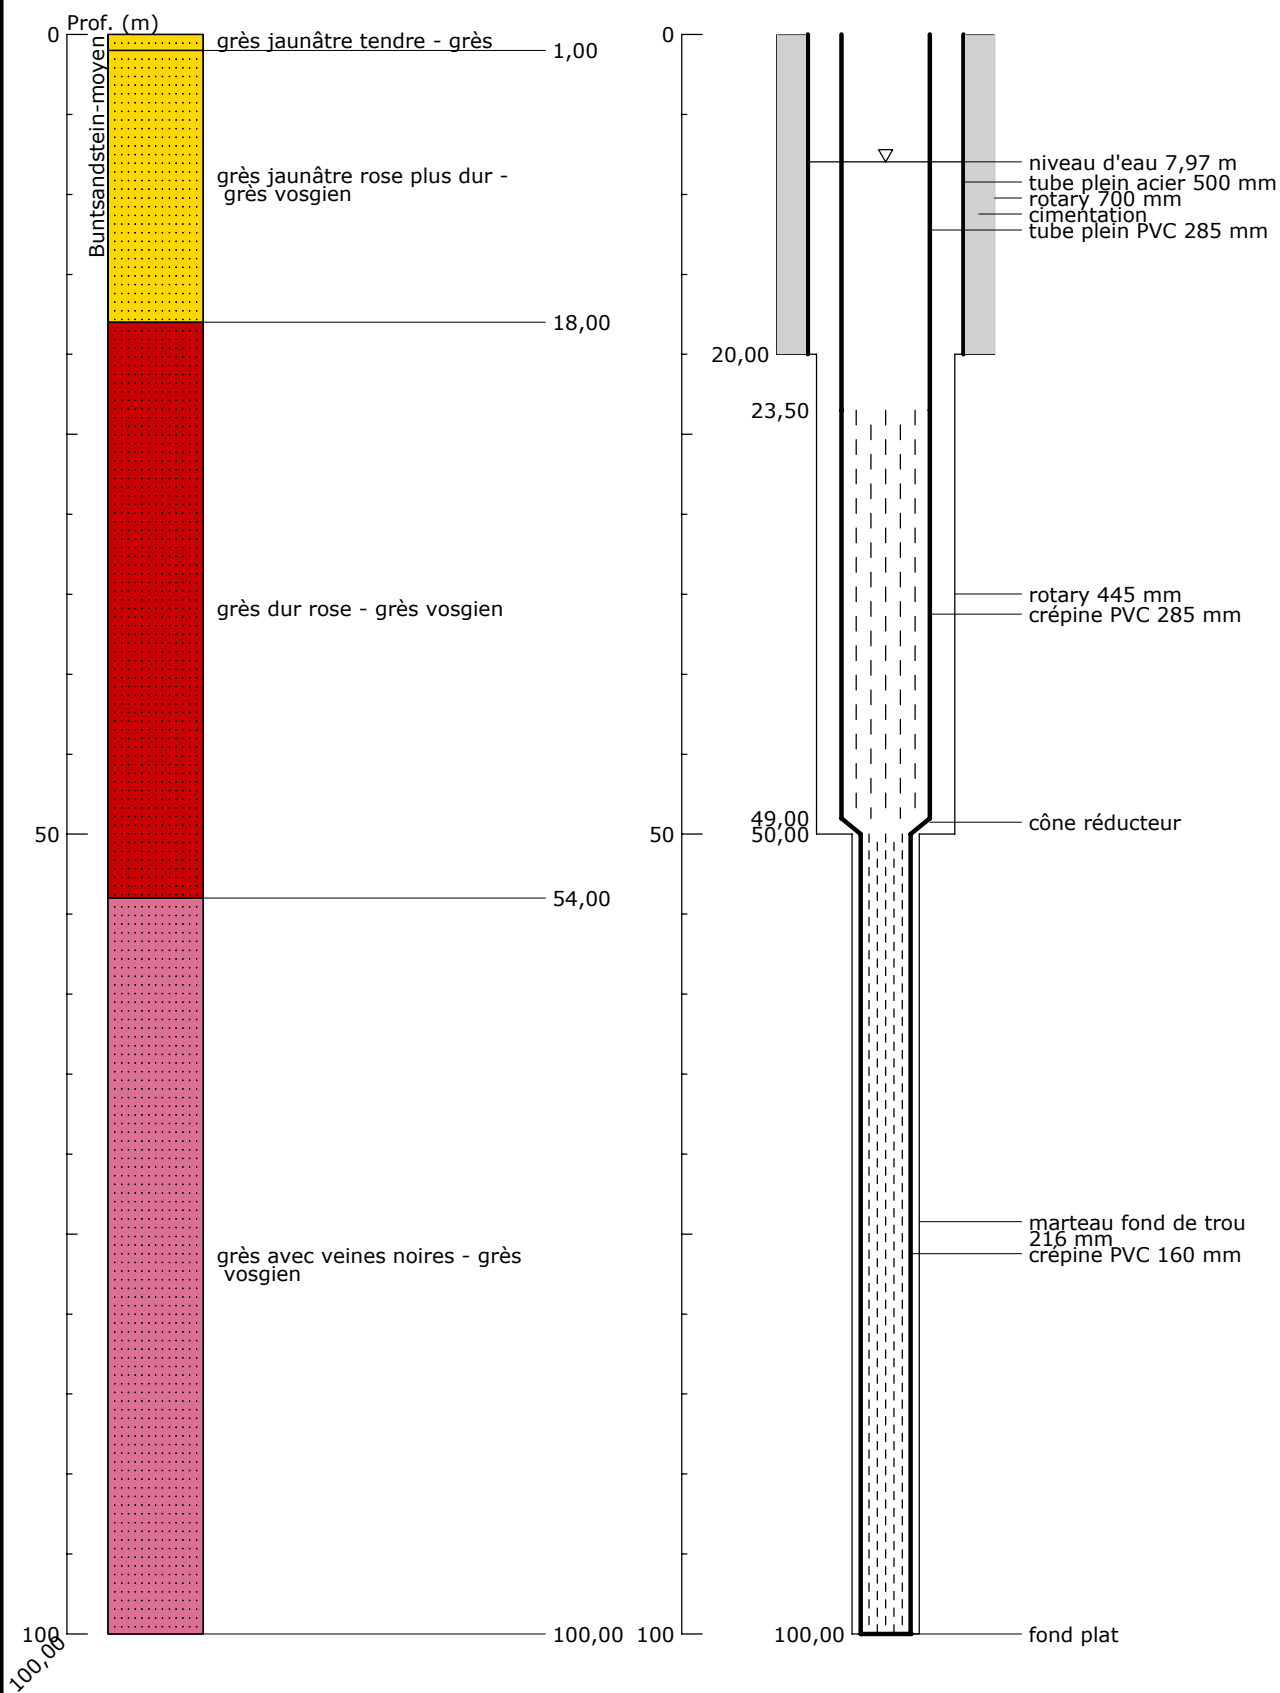 Prof. (m)
0
Buntsandstein-moyen
grès jaunâtre tendre - grès
1,00
grès jaunâtre rose plus dur -
grès vosgien
18,00
grès dur rose - grès vosgien
50
54,00
grès avec veines noires - grès
vosgien
100
100,00
100,00
0
niveau d'eau 7,97 m
tube plein acier 500 mm
rotary 700 mm
cimentation
tube plein PVC 285 mm
20,00
23,50
rotary 445 mm
crépine PVC 285 mm
49,00
cône réducteur
50
50,00
marteau fond de trou
216 mm
crépine PVC 160 mm
100
100,00
fond plat